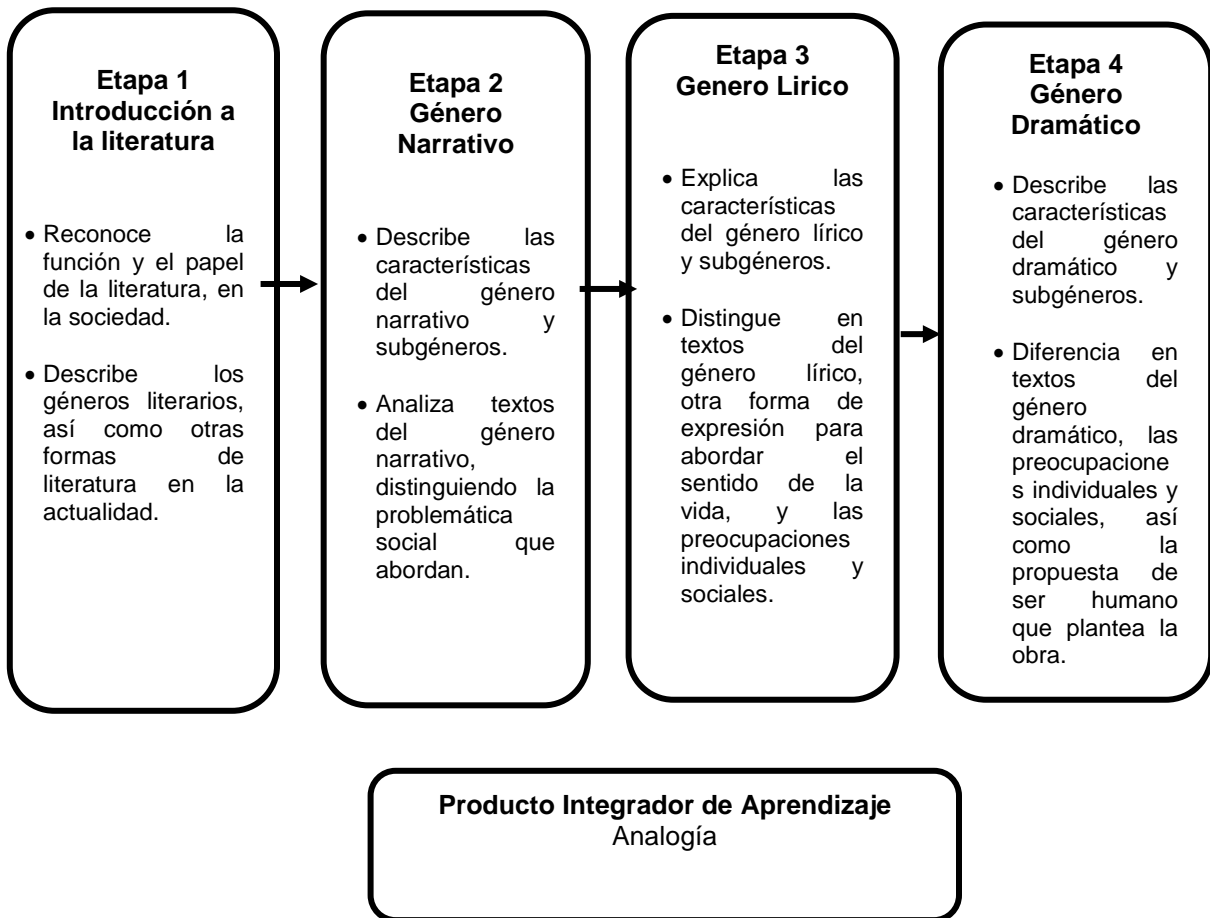 Etapa 1
Introducción a
la literatura
• Reconoce la
función y el papel
de la literatura, en
la sociedad.
• Describe los
géneros literarios,
así como otras
formas de
literatura en la
actualidad.
Etapa 2
Género
Narrativo
• Describe las
características
del género
narrativo y
subgéneros.
• Analiza textos
del género
narrativo,
distinguiendo la
problemática
social que
abordan.
Etapa 3
Genero Lirico
• Explica las
características
del género lírico
y subgéneros.
• Distingue en
textos del
género lírico,
otra forma de
expresión para
abordar el
sentido de la
vida, y las
preocupaciones
individuales y
sociales.
Etapa 4
Género
Dramático
• Describe las
características
del género
dramático y
subgéneros.
• Diferencia en
textos del
género
dramático, las
preocupacione
s individuales y
sociales, así
como la
propuesta de
ser humano
que plantea la
obra.
Producto Integrador de Aprendizaje
Analogía